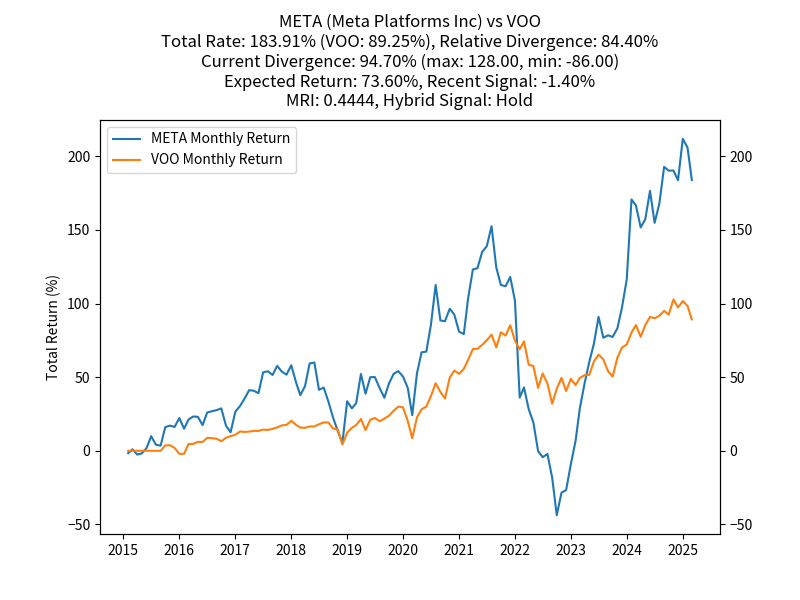 META (Meta Platforms Inc) vs VOO
Total Rate: 183.91% (VOO: 89.25%), Relative Divergence: 84.40%
Current Divergence: 94.70% (max: 128.00, min: -86.00)
Expected Return: 73.60%, Recent Signal: -1.40%
MRI: 0.4444, Hybrid Signal: Hold
META Monthly Return
VOO Monthly Return
Total Return (%)
200
150
100
50
0
−50
200
150
100
50
0
−50
2015 2016 2017 2018 2019 2020 2021 2022 2023 2024 2025